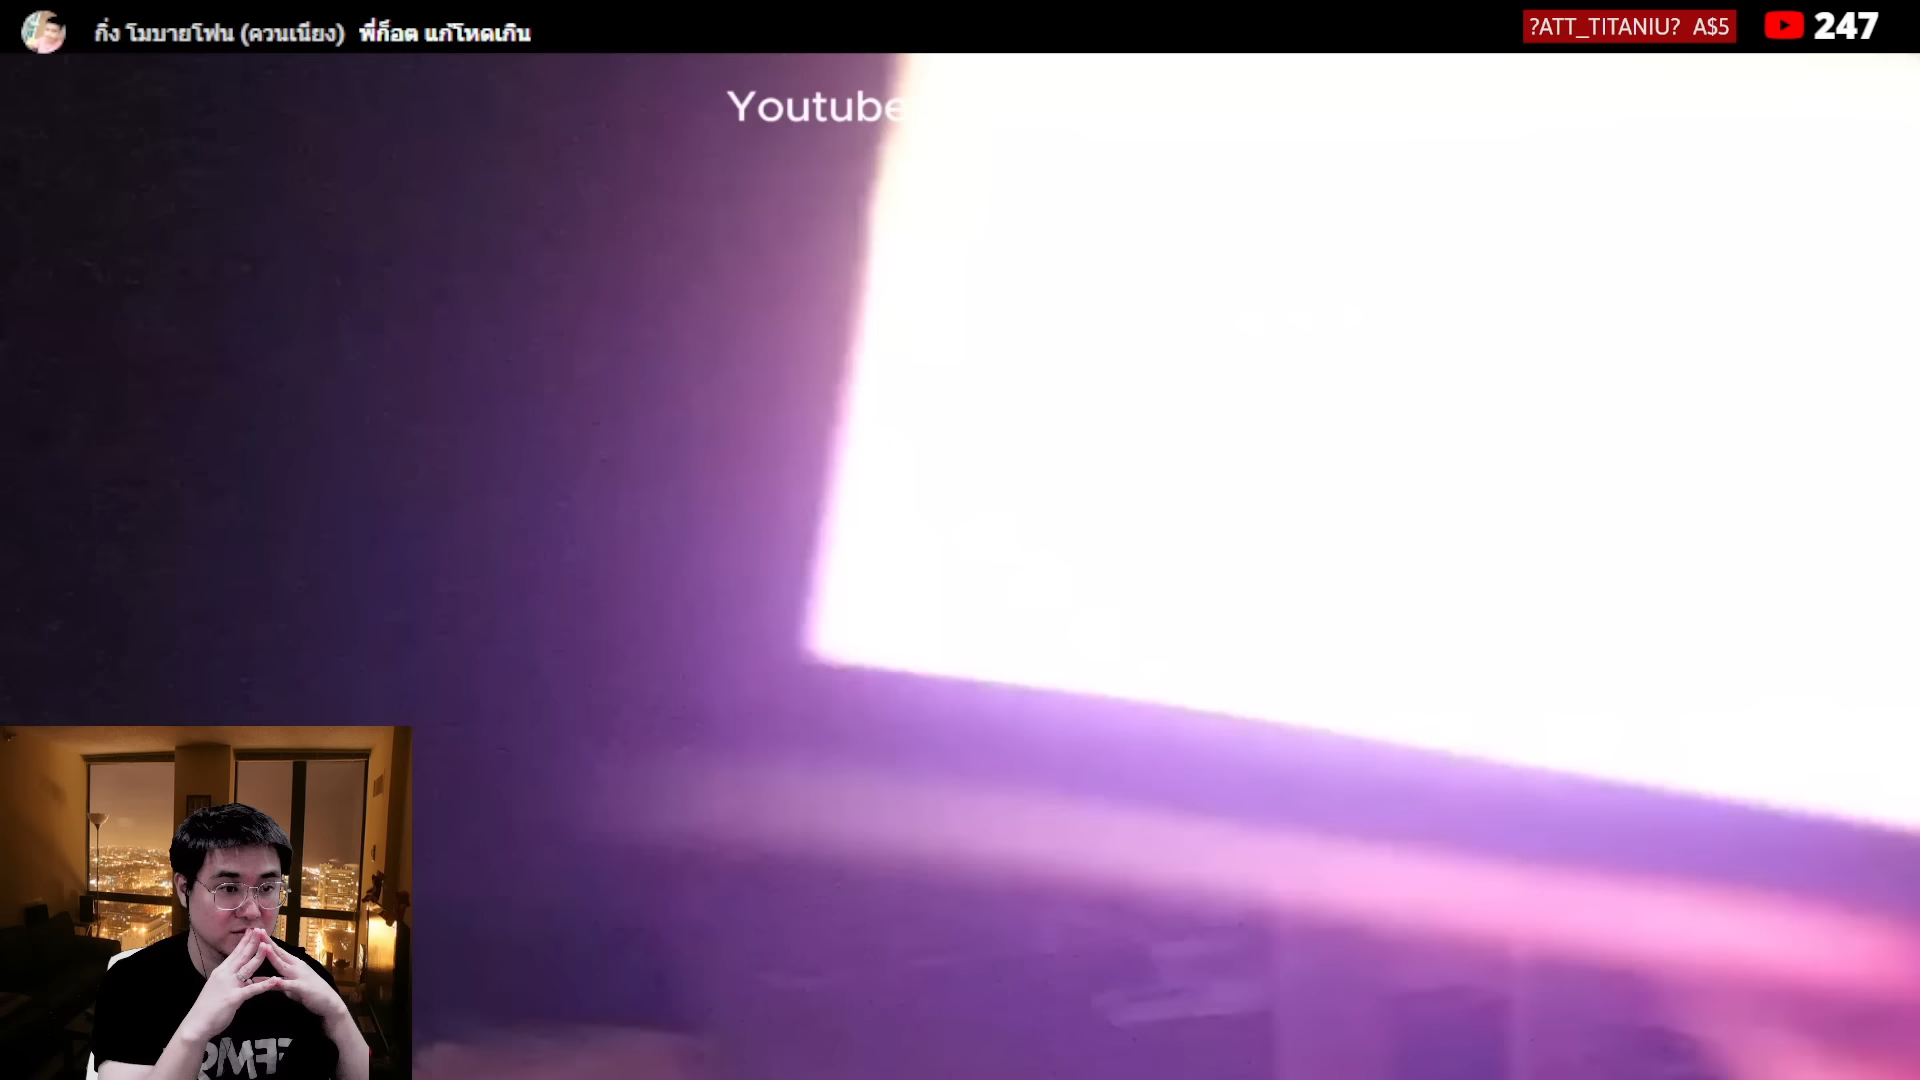 กิ่ง โมบายโฟน (ควนเนียง) พี่ก็อต แก้โหดเกิน
?ATT_TITANIU? A$5
247
Youtube